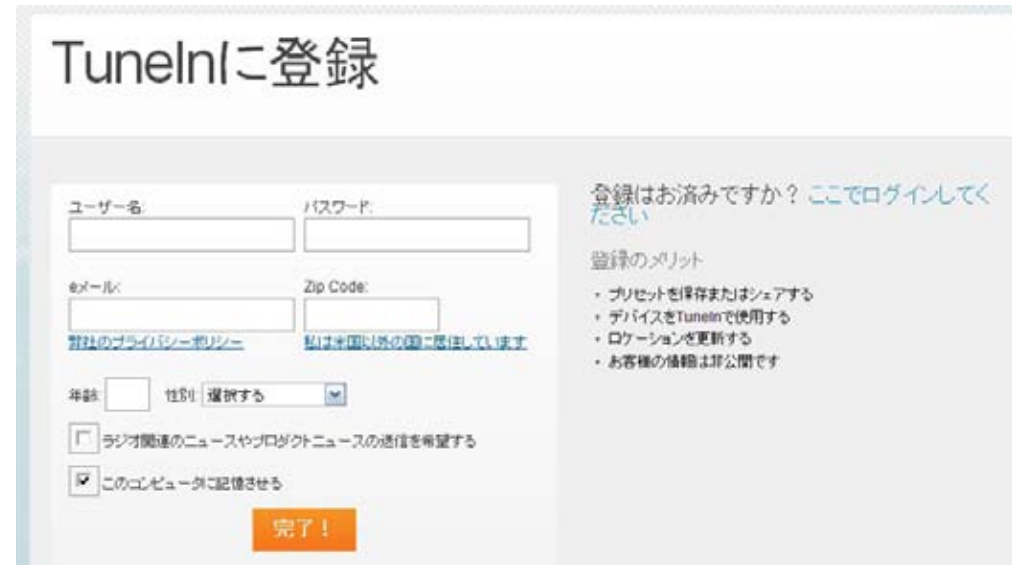 TuneInに登録
ユーザー名:
パスワード:
eメール:
Zip Code:
弊社のプライバシーポリシー
私は米国以外の国に居住しています
年齢:
性別: 選択する
ラジオ関連のニュースやプロダクトニュースの送信を希望する
このコンピュータに記憶させる
完了！
登録はお済みですか？ ここでログインしてく
ださい
登録のメリット
・ プリセットを保存またはシェアする
・ デバイスをTuneInで使用する
・ ロケーションを更新する
・ お客様の情報は非公開です